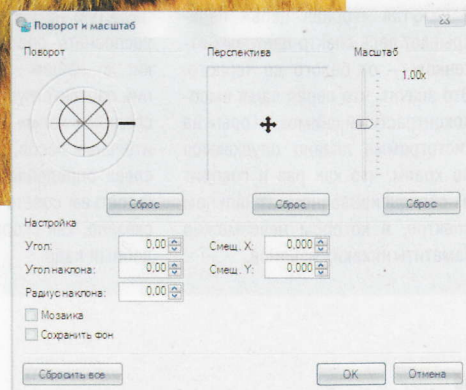 Поворот и масштаб
Поворот Перспектива Масштаб
1.00x
Сброс Сброс Сброс
Настройка
Угол: 0,00 Смещ. X: 0,000
Угол наклона: 0,00 Смещ. Y: 0,000
Радиус наклона: 0,00
Мозаика
Сохранить фон
Сбросить все OK Отмена